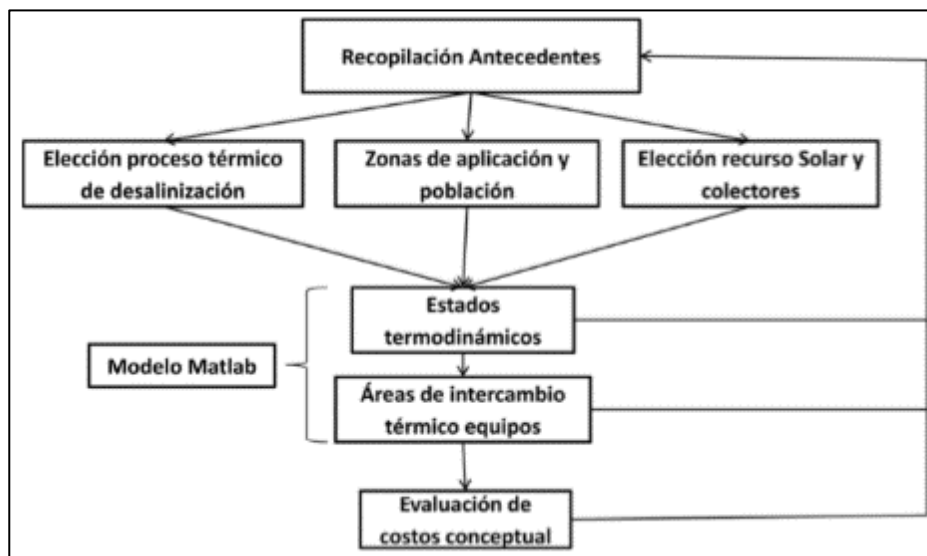 Recopilación Antecedentes
Elección proceso térmico
de desalinización
Zonas de aplicación y
población
Elección recurso Solar y
colectores
Estados
termodinámicos
Modelo Matlab
Áreas de intercambio
térmico equipos
Evaluación de
costos conceptual